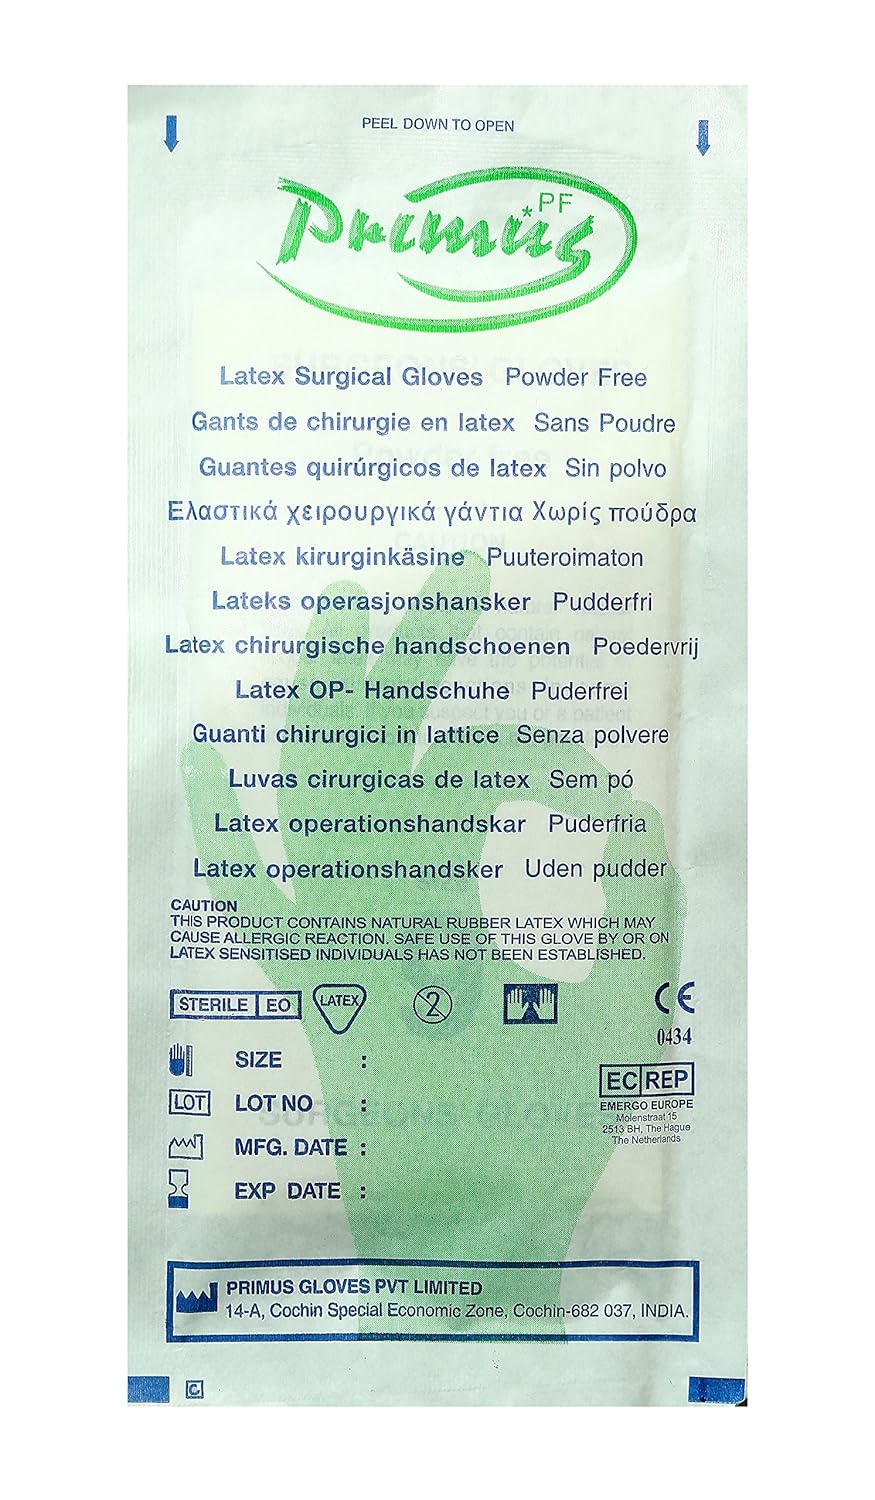 PEEL DOWN TO OPEN
Primus PF
*
Latex Surgical Gloves Powder Free
Gants de chirurgie en latex Sans Poudre
Guantes quirúrgicos de latex Sin polvo
Ελαστικά χειρουργικά γάντια Χωρίς πούδρα
Latex kirurginkäsine Puuteroimaton
Lateks operasjonshansker Pudderfri
Latex chirurgische handschoenen Poedervrij
Latex OP- Handschuhe Puderfrei
Guanti chirurgici in lattice Senza polvere
Luvas cirurgicas de latex Sem pó
Latex operationshandskar Puderfria
Latex operationshandsker Uden pudder
CAUTION
THIS PRODUCT CONTAINS NATURAL RUBBER LATEX WHICH MAY
CAUSE ALLERGIC REACTION. SAFE USE OF THIS GLOVE BY OR ON
LATEX SENSITISED INDIVIDUALS HAS NOT BEEN ESTABLISHED.
STERILE EO LATEX 2 CE
0434
SIZE :
LOT LOT NO :
MFG. DATE :
EXP DATE :
EC REP
EMERGO EUROPE
Molenstraat 15
2513 BH, The Hague
The Netherlands
PRIMUS GLOVES PVT LIMITED
14-A, Cochin Special Economic Zone, Cochin-682 037, INDIA.
C